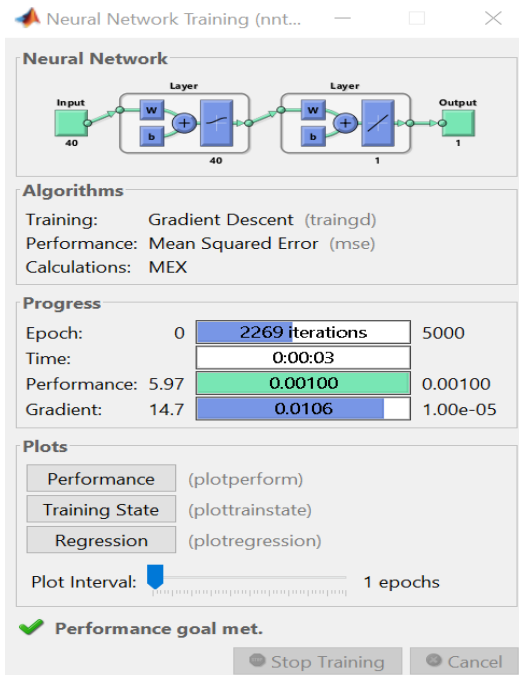 Neural Network Training (nnt...
Neural Network
Layer Layer
Input Output
W W
b b
+ +
40 40 1 1
Algorithms
Training: Gradient Descent (traingd)
Performance: Mean Squared Error (mse)
Calculations: MEX
Progress
Epoch: 0 2269 iterations 5000
Time: 0:00:03
Performance: 5.97 0.00100 0.00100
Gradient: 14.7 0.0106 1.00e-05
Plots
Performance (plotperform)
Training State (plottrainstate)
Regression (plotregression)
Plot Interval: 1 epochs
Performance goal met.
Stop Training Cancel